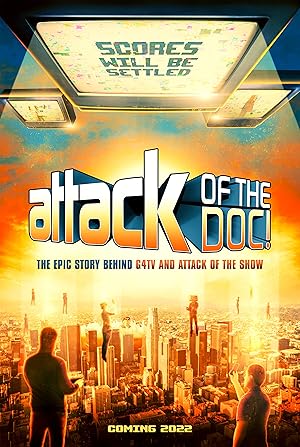 SCORES
WILL BE
SETTLED
attack
OF THE
DOC!
THE EPIC STORY BEHIND G4TV AND ATTACK OF THE SHOW
COMING 2022